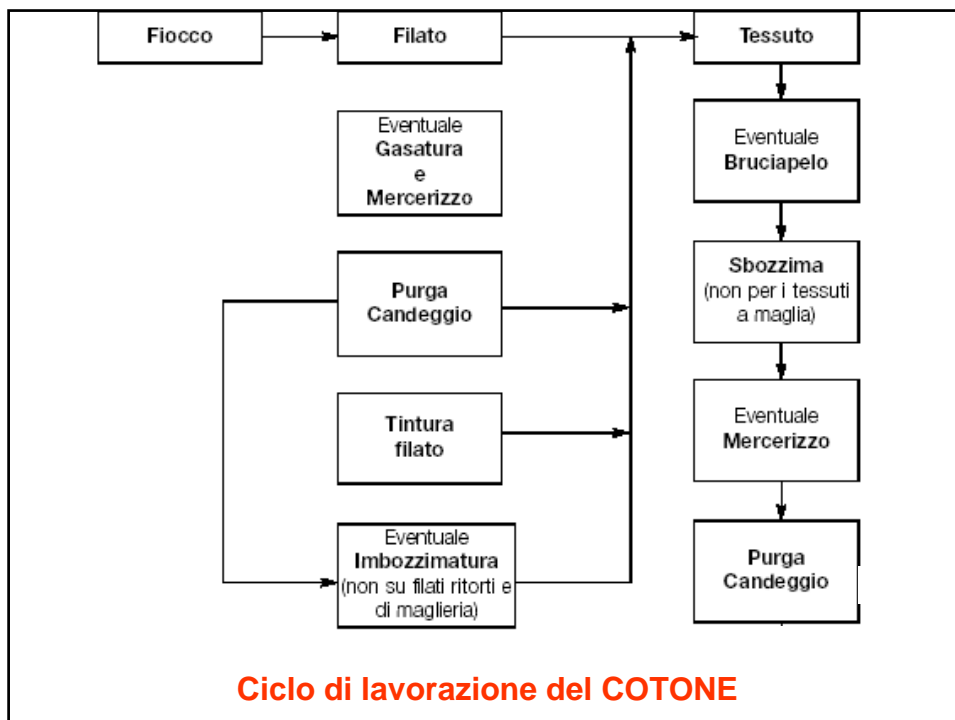 Fiocco
Filato
Tessuto
Eventuale
Gasatura
e
Mercerizzo
Purga
Candeggio
Tintura
filato
Eventuale
Imbozzimatura
(non su filati ritorti e
di maglieria)
Eventuale
Bruciapelo
Sbozzima
(non per i tessuti
a maglia)
Eventuale
Mercerizzo
Purga
Candeggio
Ciclo di lavorazione del COTONE